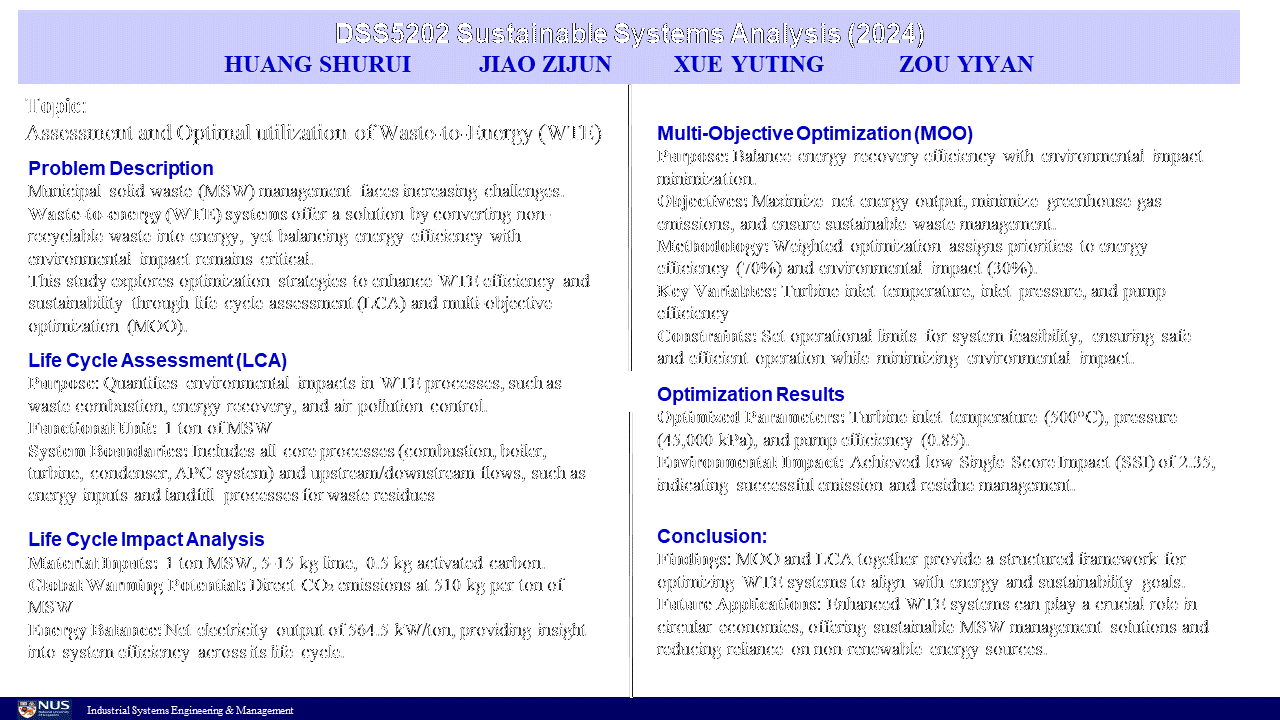 DSS5202 Sustainable Systems Analysis (2024)
HUANG SHURUI JIAO ZIJUN XUE YUTING ZOU YIYAN
Topic:
Assessment and Optimal utilization of Waste-to-Energy (WTE)
Problem Description
Municipal solid waste (MSW) management faces increasing challenges.
Waste-to-energy (WTE) systems offer a solution by converting non-
recyclable waste into energy, yet balancing energy efficiency with
environmental impact remains critical.
This study explores optimization strategies to enhance WTE efficiency and
sustainability through life cycle assessment (LCA) and multi-objective
optimization (MOO).
Life Cycle Assessment (LCA)
Purpose: Quantifies environmental impacts in WTE processes, such as
waste combustion, energy recovery, and air pollution control.
Functional Unit: 1 ton of MSW
System Boundaries: Includes all core processes (combustion, boiler,
turbine, condenser, APC system) and upstream/downstream flows, such as
energy inputs and landfill processes for waste residues
Life Cycle Impact Analysis
Material Inputs: 1 ton MSW, 5-15 kg lime, 0.5 kg activated carbon.
Global Warming Potential: Direct CO₂ emissions at 510 kg per ton of
MSW
Energy Balance: Net electricity output of 564.5 kW/ton, providing insight
into system efficiency across its life cycle.
Multi-Objective Optimization (MOO)
Purpose: Balance energy recovery efficiency with environmental impact
minimization.
Objectives: Maximize net energy output, minimize greenhouse gas
emissions, and ensure sustainable waste management.
Methodology: Weighted optimization assigns priorities to energy
efficiency (70%) and environmental impact (30%).
Key Variables: Turbine inlet temperature, inlet pressure, and pump
efficiency
Constraints: Set operational limits for system feasibility, ensuring safe
and efficient operation while minimizing environmental impact.
Optimization Results
Optimized Parameters: Turbine inlet temperature (500°C), pressure
(45,000 kPa), and pump efficiency (0.85).
Environmental Impact: Achieved low Single Score Impact (SSI) of 2.35,
indicating successful emission and residue management.
Conclusion:
Findings: MOO and LCA together provide a structured framework for
optimizing WTE systems to align with energy and sustainability goals.
Future Applications: Enhanced WTE systems can play a crucial role in
circular economies, offering sustainable MSW management solutions and
reducing reliance on non-renewable energy sources.
NUS
Industrial Systems Engineering & Management